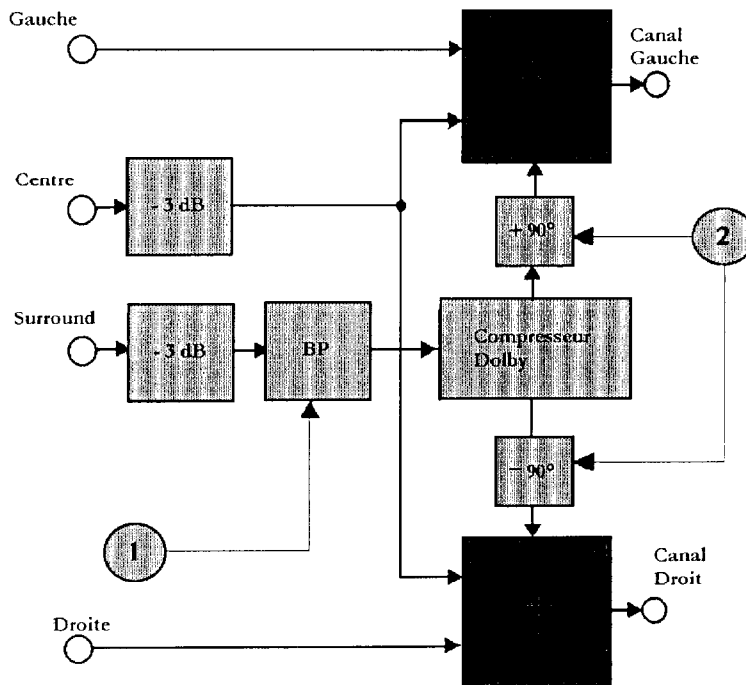 Gauche
Canal
Gauche
Centre
- 3 dB
+ 90°
2
Surround
- 3 dB
BP
Compresseur
Dolby
- 90°
1
Canal
Droit
+
Droite